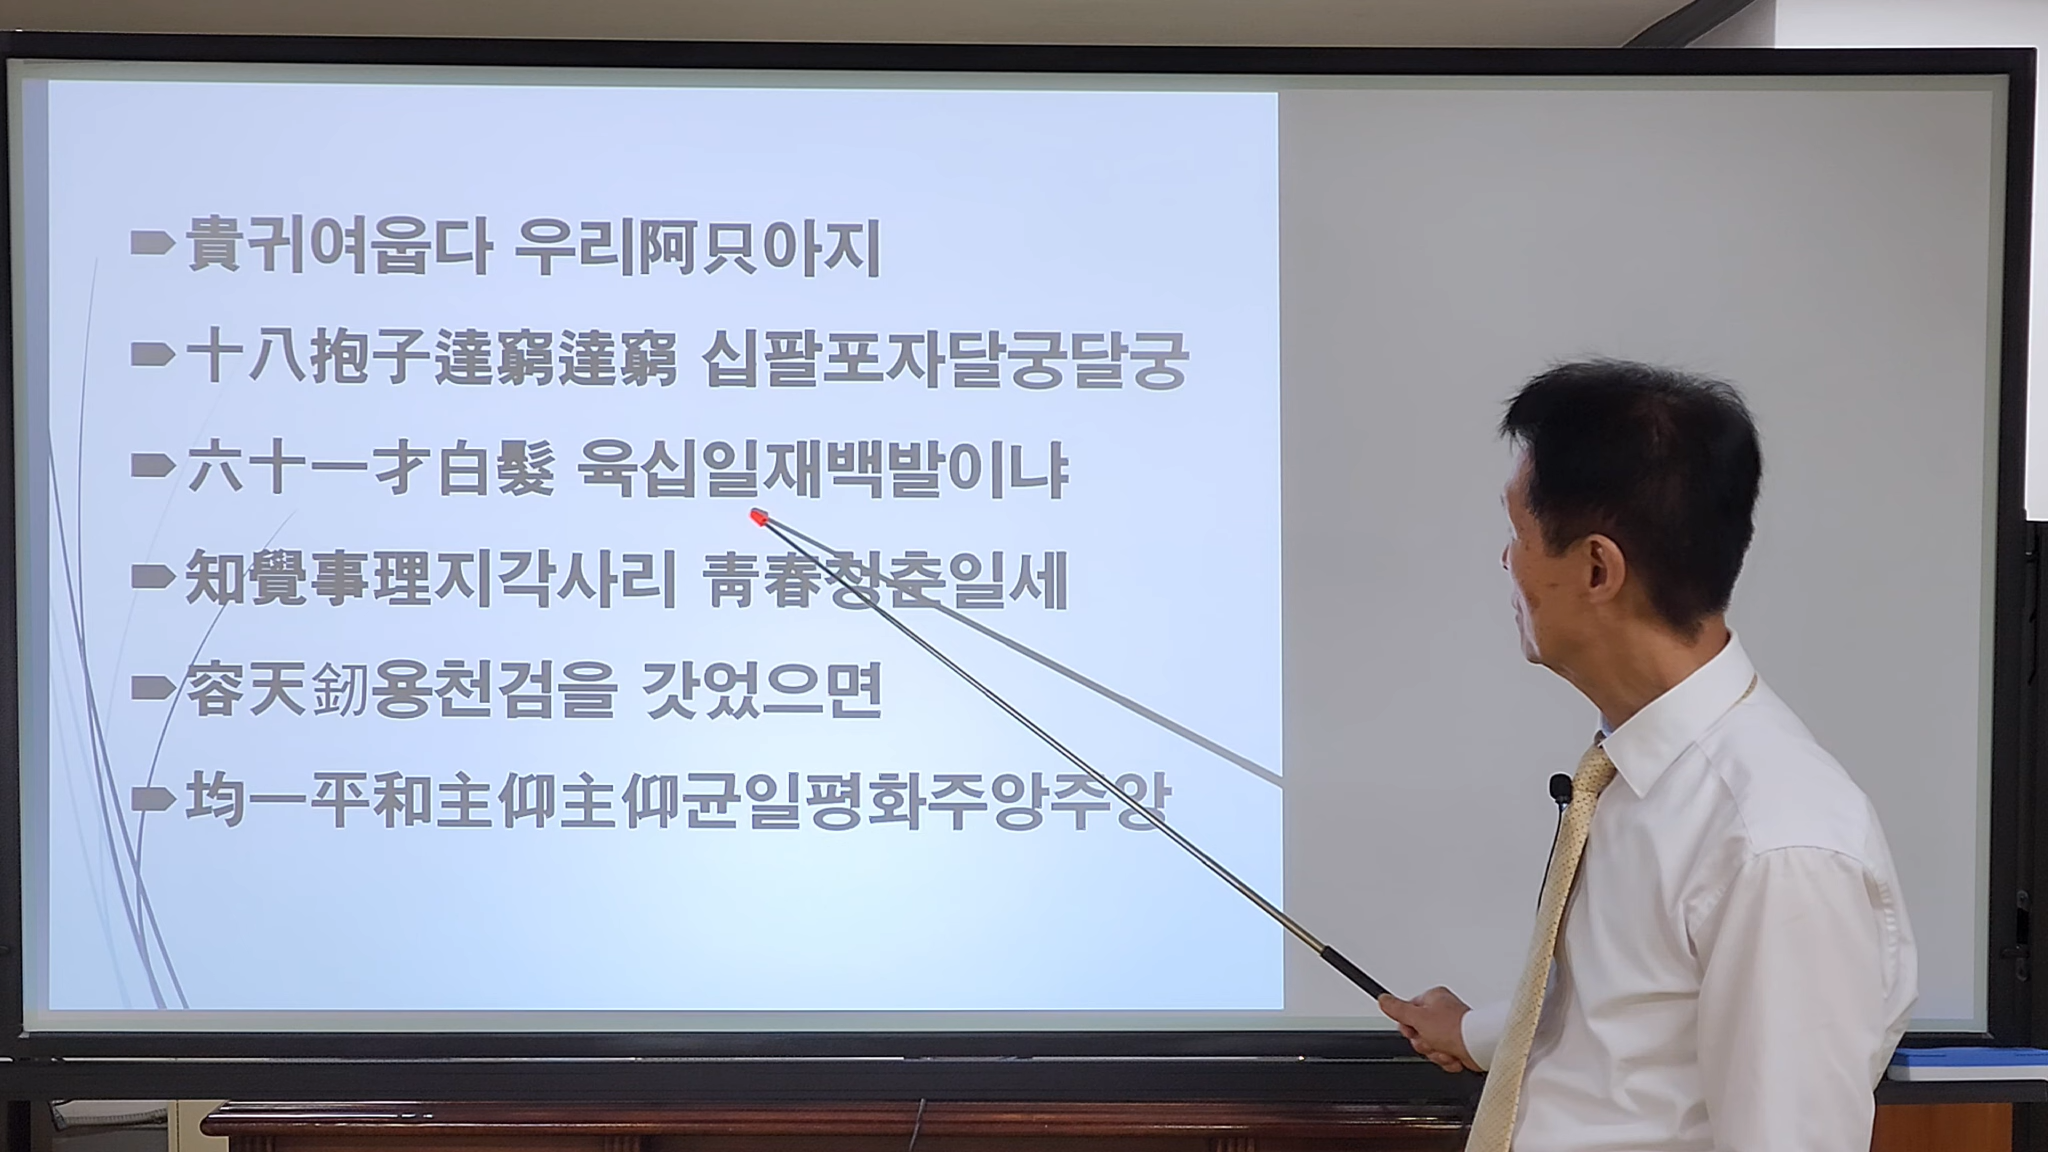 貴귀여웁다 우리阿只아지
十八抱子達窮達窮 십팔포자달궁달궁
六十一才白髮 육십일재백발이냐
知覺事理지각사리 靑春청춘일세
容天釰용천검을 갓었으면
均一平和主仰主仰균일평화주앙주앙